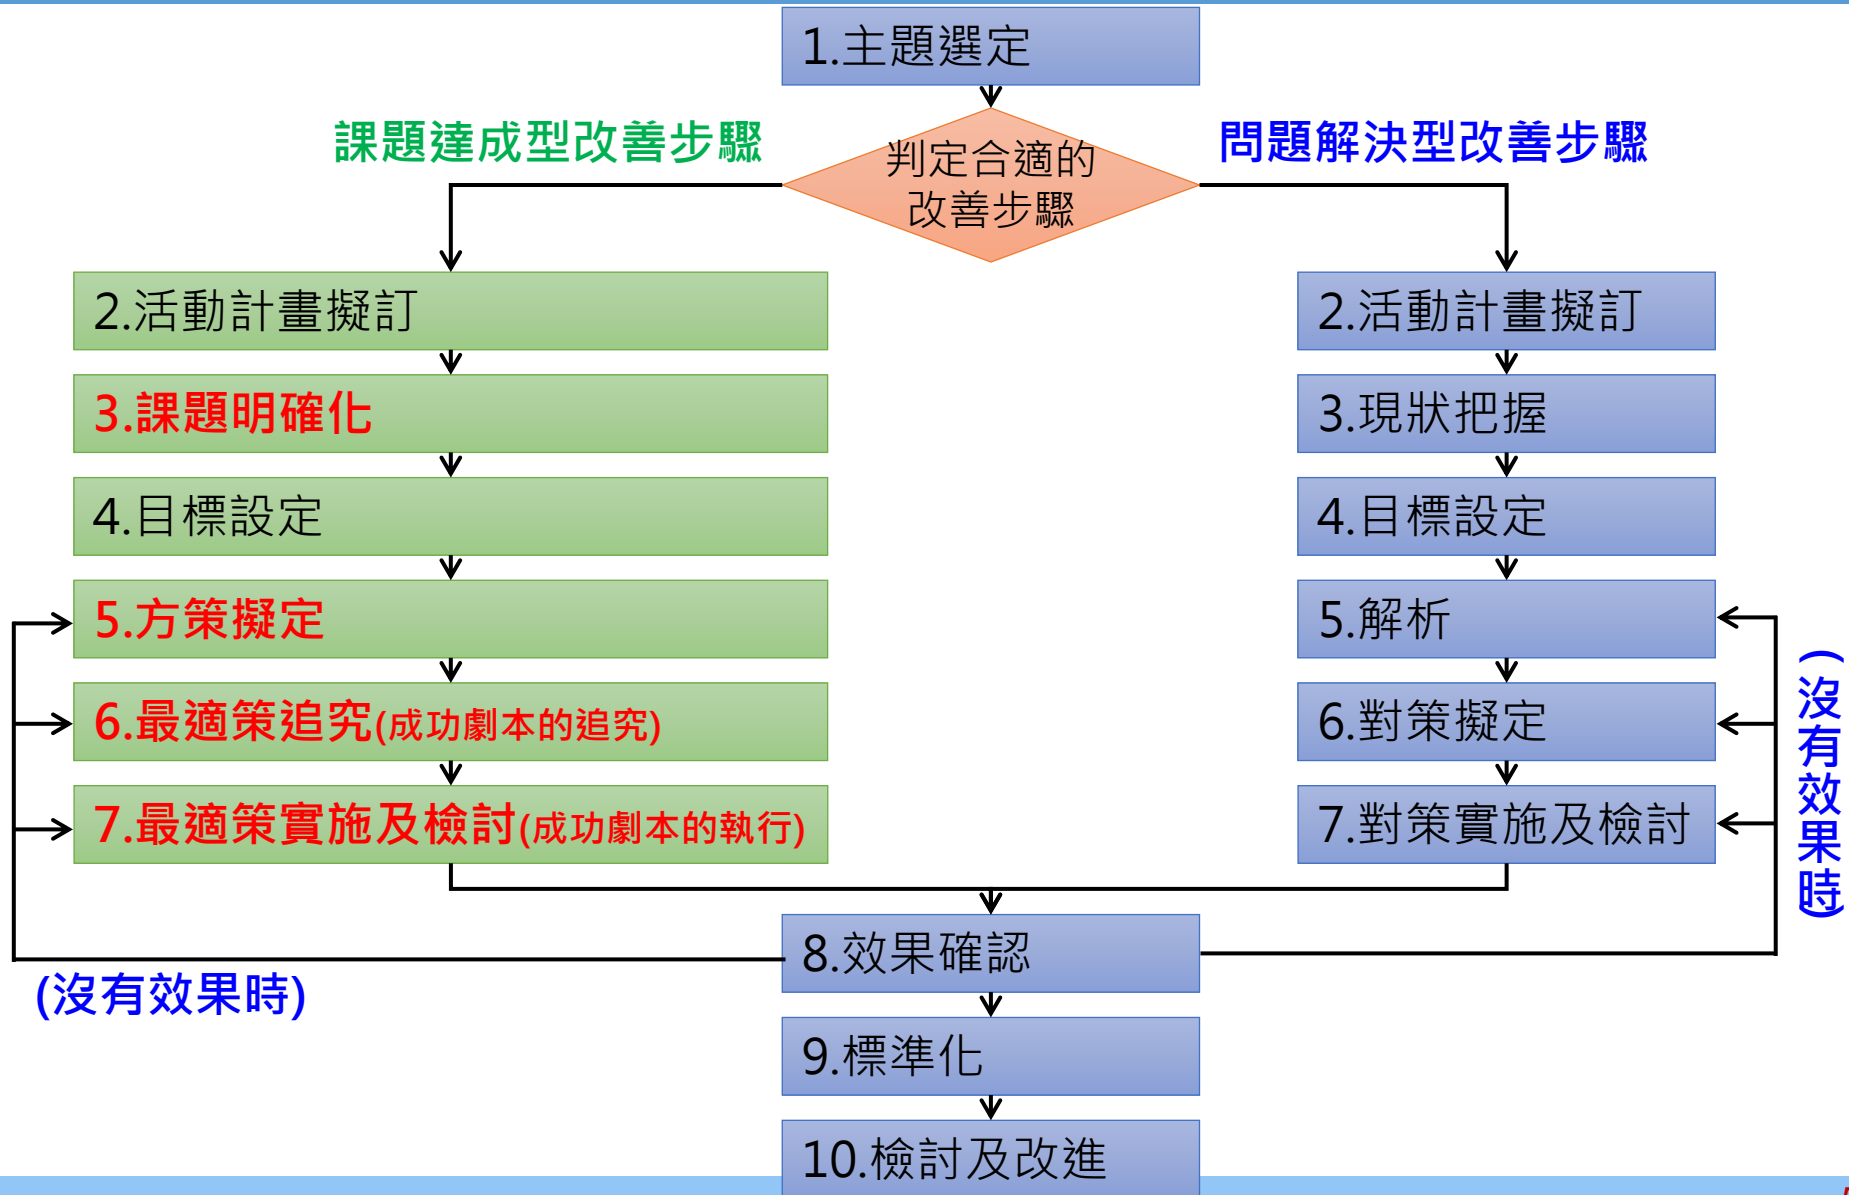 1.主題選定
課題達成型改善步驟
判定合適的
改善步驟
問題解決型改善步驟
2.活動計畫擬訂
3.課題明確化
4.目標設定
5.方策擬定
6.最適策追究(成功劇本的追究)
7.最適策實施及檢討(成功劇本的執行)
(沒有效果時)
2.活動計畫擬訂
3.現狀把握
4.目標設定
5.解析
6.對策擬定
7.對策實施及檢討
(沒有效果時)
8.效果確認
9.標準化
10.檢討及改進